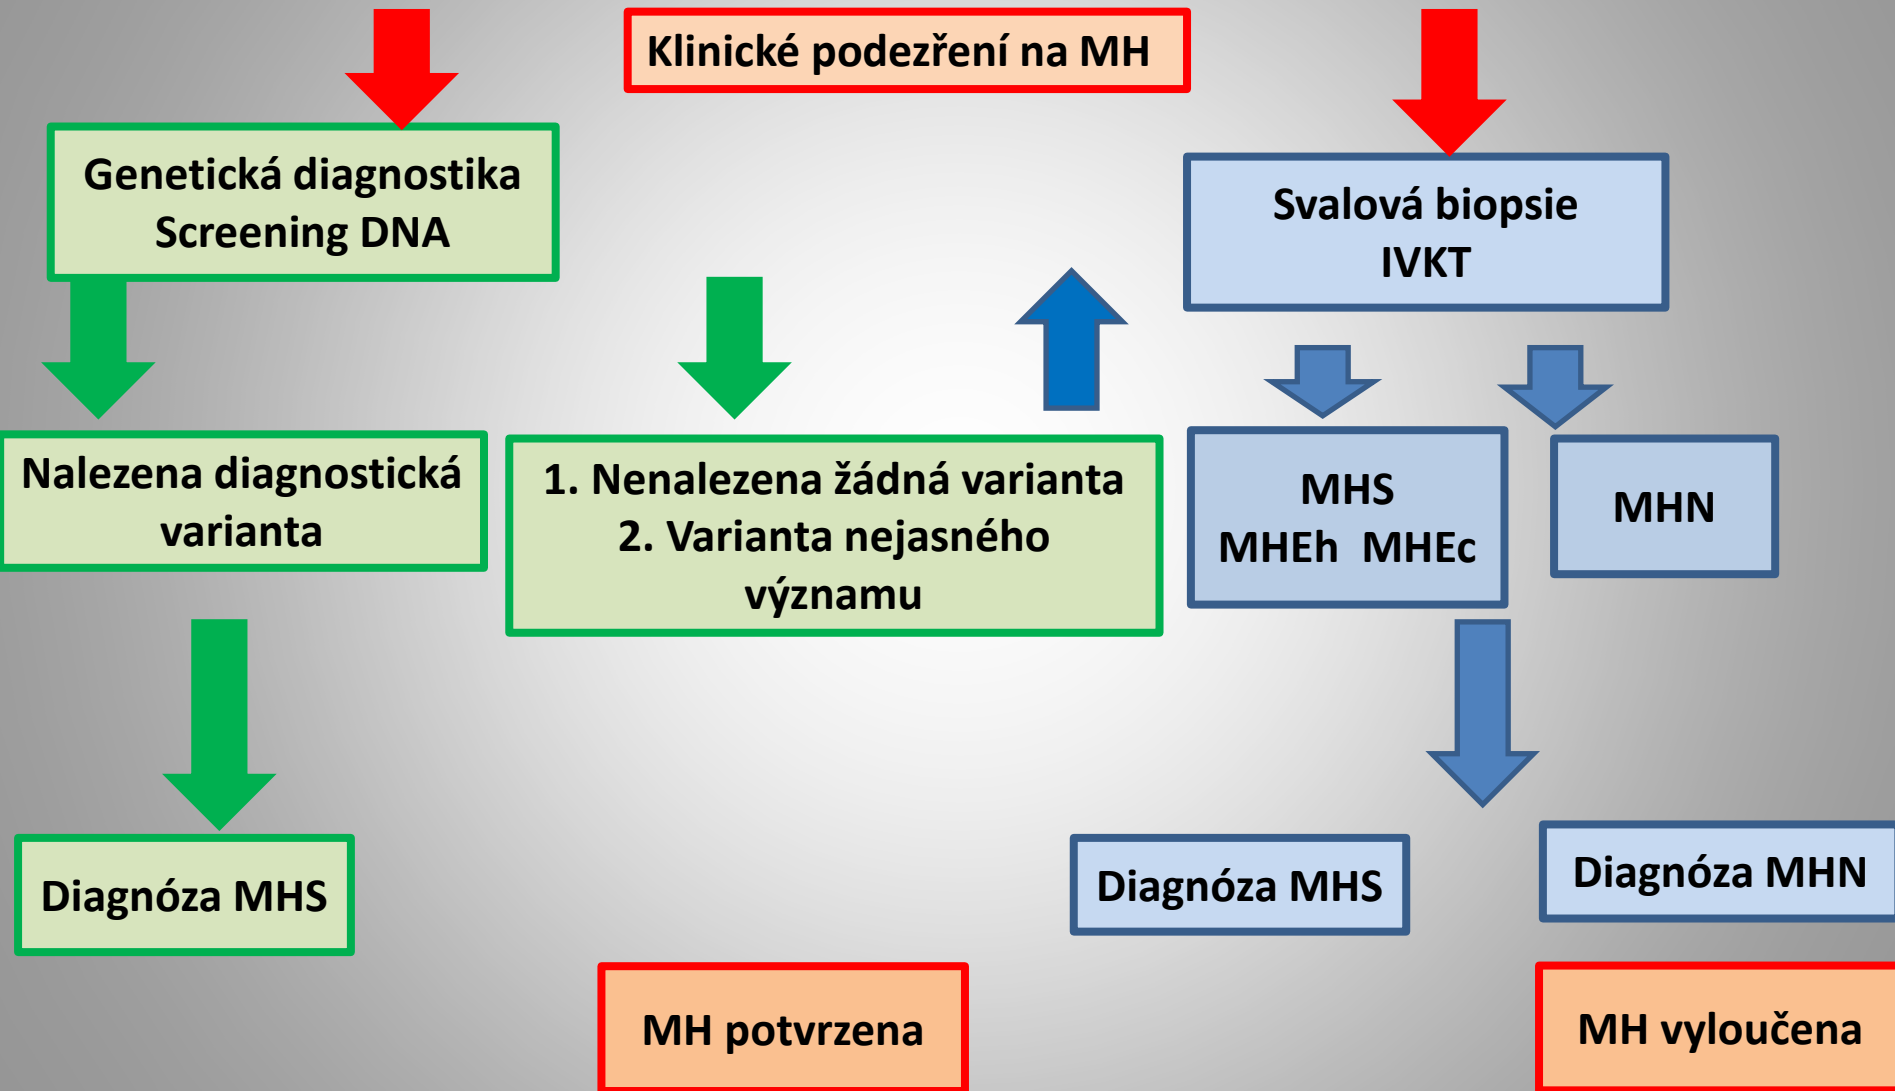 Klinické podezření na MH
Genetická diagnostika
Screening DNA
Svalová biopsie
IVKT
Nalezena diagnostická
varianta
1. Nenalezena žádná varianta
2. Varianta nejasného
významu
MHS
MHEh MHEc
MHN
Diagnóza MHS
Diagnóza MHS
Diagnóza MHN
MH potvrzena
MH vyloučena